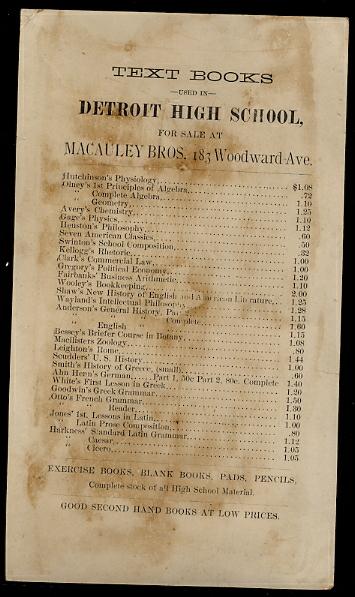 TEXT BOOKS
—USED IN—
DETROIT HIGH SCHOOL,
FOR SALE AT
MACAULEY BROS. 183 Woodward Ave.
Hutchinson's Physiology $1.08
Olney's 1st Principles of Algebra .72
" Complete Algebra 1.10
" Geometry 1.25
Avery's Chemistry 1.10
Gage's Physics 1.12
Houston's Philosophy .60
Seven American Classics .50
Swinton's School Composition .32
Kellogg's Rhetoric 1.00
Clark's Commercial Law 1.00
Gregory's Political Economy 1.20
Fairbanks' Business Arithmetic 1.10
Wooley's Bookkeeping 2.00
Shaw's New History of English and American Literature 1.25
Wayland's Intellectual Philosophy 1.28
Anderson's General History, Part 1.15
" " Complete 1.60
" English " 1.15
Bessey's Briefer Course in Botany 1.08
Macllisters Zoology .80
Leighton's Rome 1.44
Scudders' U. S. History 1.00
Smith's History of Greece, (small) .60
Ahn Henn's German, Part 1, 50c Part 2, 80c. Complete 1.40
White's First Lesson in Greek 1.20
Goodwin's Greek Grammar 1.50
Otto's French Grammar 1.30
" " Reader 1.10
Jones' 1st. Lessons in Latin 1.00
" Latin Prose Composition .80
Harkness' Standard Latin Grammar 1.12
" Caesar 1.05
" Cicero 1.05
EXERCISE BOOKS, BLANK BOOKS, PADS, PENCILS,
Complete stock of all High School Material.
GOOD SECOND HAND BOOKS AT LOW PRICES.